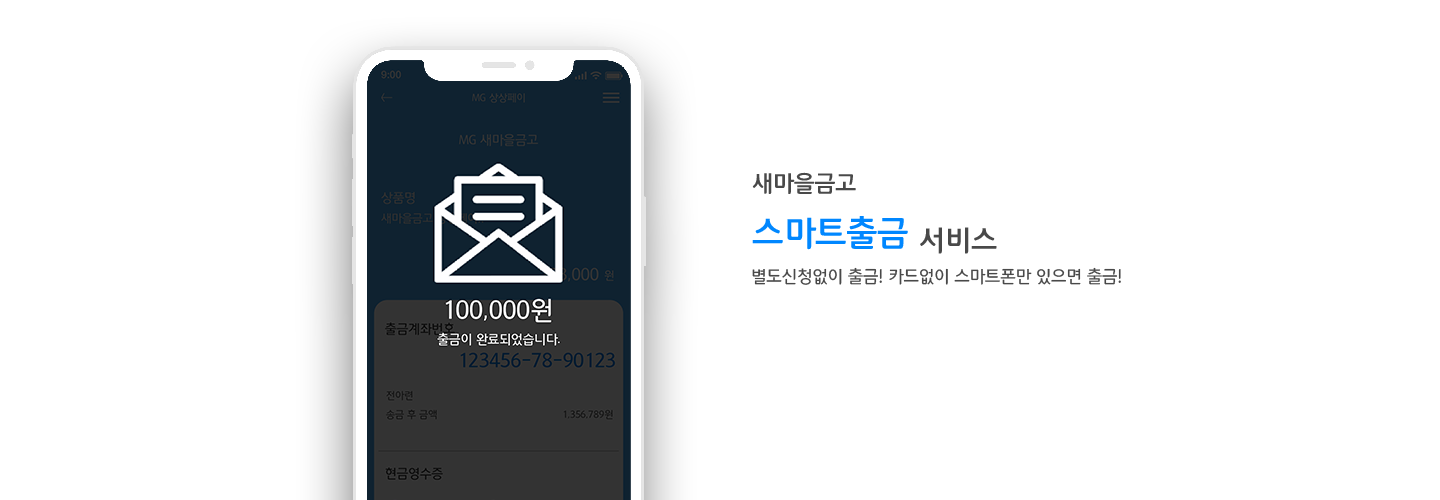 9:00
MG 상상페이
MG 새마을금고
상품명
새마을금고
,000 원
100,000원
출금계좌번호
출금이 완료되었습니다.
123456-78-90123
전이련
송금 후 금액 1,356,789원
현금영수증
새마을금고
스마트출금 서비스
별도신청없이 출금! 카드없이 스마트폰만 있으면 출금!